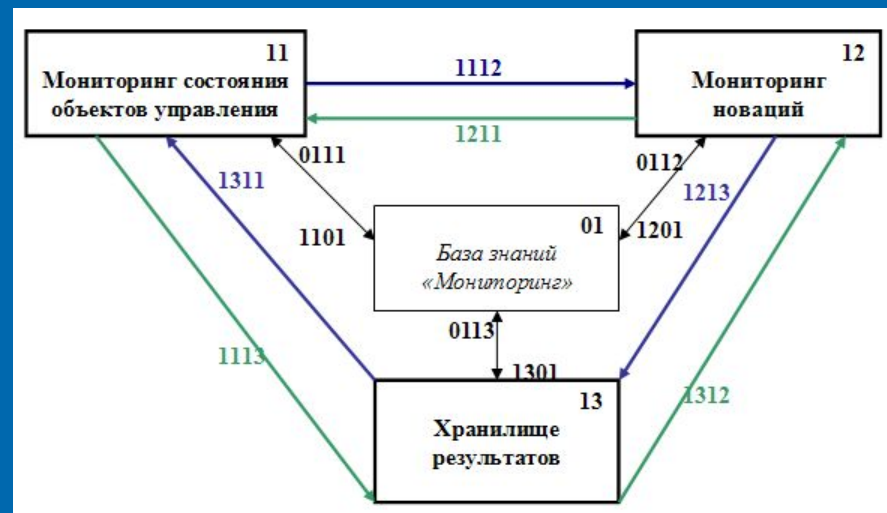 11
Мониторинг состояния
объектов управления
1112
12
Мониторинг
новаций
1211
0111
0112
1311
1213
1101
1201
01
База знаний
«Мониторинг»
0113
1113
1301
1312
13
Хранилище
результатов